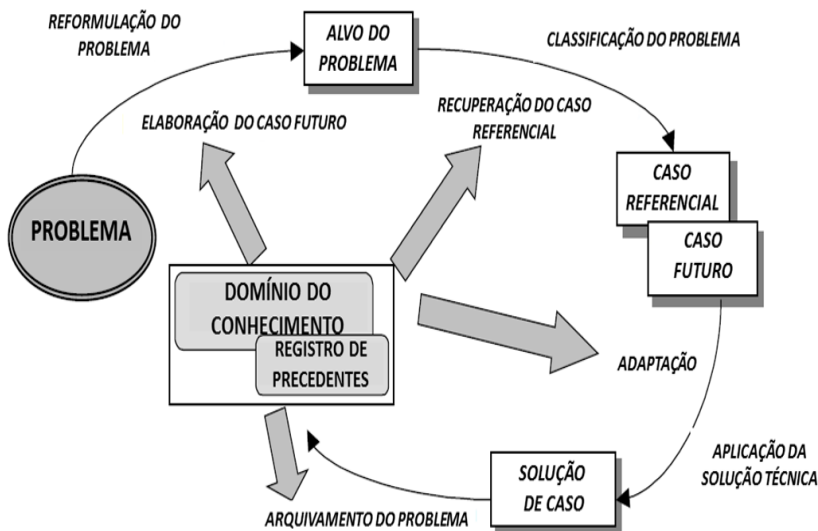 REFORMULAÇÃO DO
PROBLEMA
ALVO DO
PROBLEMA
CLASSIFICAÇÃO DO PROBLEMA
ELABORAÇÃO DO CASO FUTURO
RECUPERAÇÃO DO CASO
REFERENCIAL
CASO
REFERENCIAL
CASO
FUTURO
PROBLEMA
DOMÍNIO DO
CONHECIMENTO
REGISTRO DE
PRECEDENTES
ADAPTAÇÃO
APLICAÇÃO DA
SOLUÇÃO TÉCNICA
SOLUÇÃO
DE CASO
ARQUIVAMENTO DO PROBLEMA